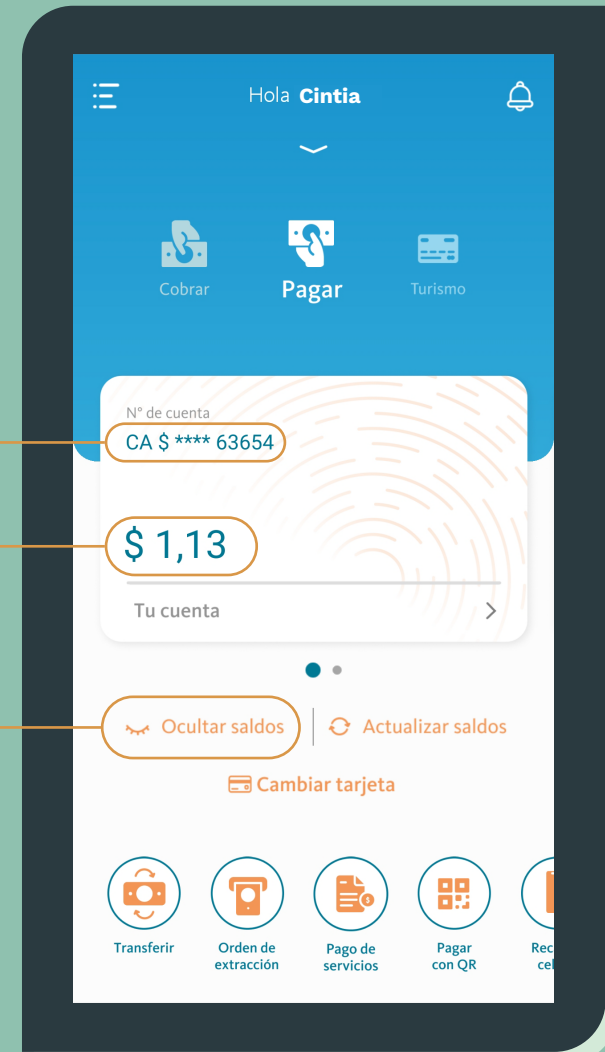 Hola Cintia
Cobrar
Pagar
Turismo
N° de cuenta
CA $ **** 63654
$ 1,13
Tu cuenta
Ocultar saldos
Actualizar saldos
Cambiar tarjeta
Transferir
Orden de
extracción
Pago de
servicios
Pagar
con QR